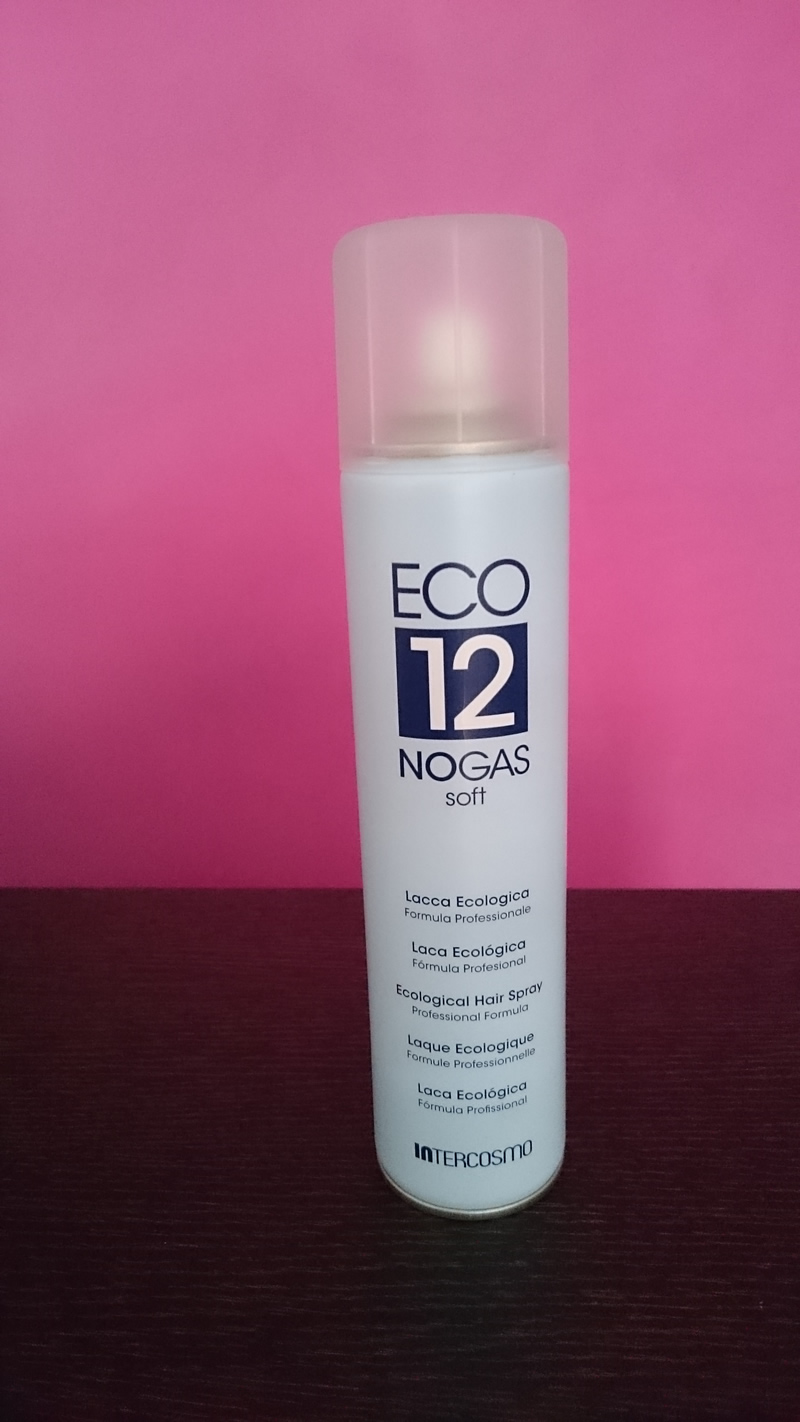 ECO
12
NOGAS
soft
Lacca Ecologica
Formula Professionale
Laca Ecológica
Fórmula Profesional
Ecological Hair Spray
Professional Formula
Laque Ecologique
Formule Professionnelle
Laca Ecológica
Fórmula Profissional
INTERCOSMO